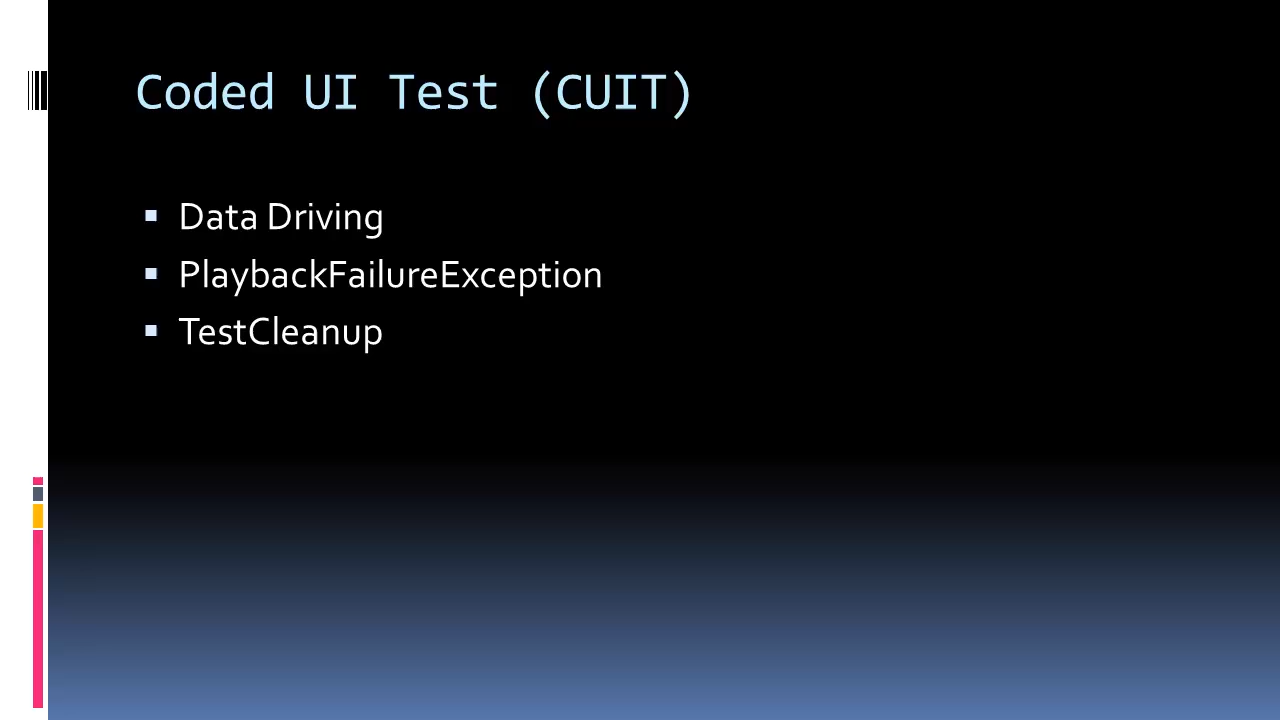 Coded UI Test (CUIT)
Data Driving
PlaybackFailureException
TestCleanup